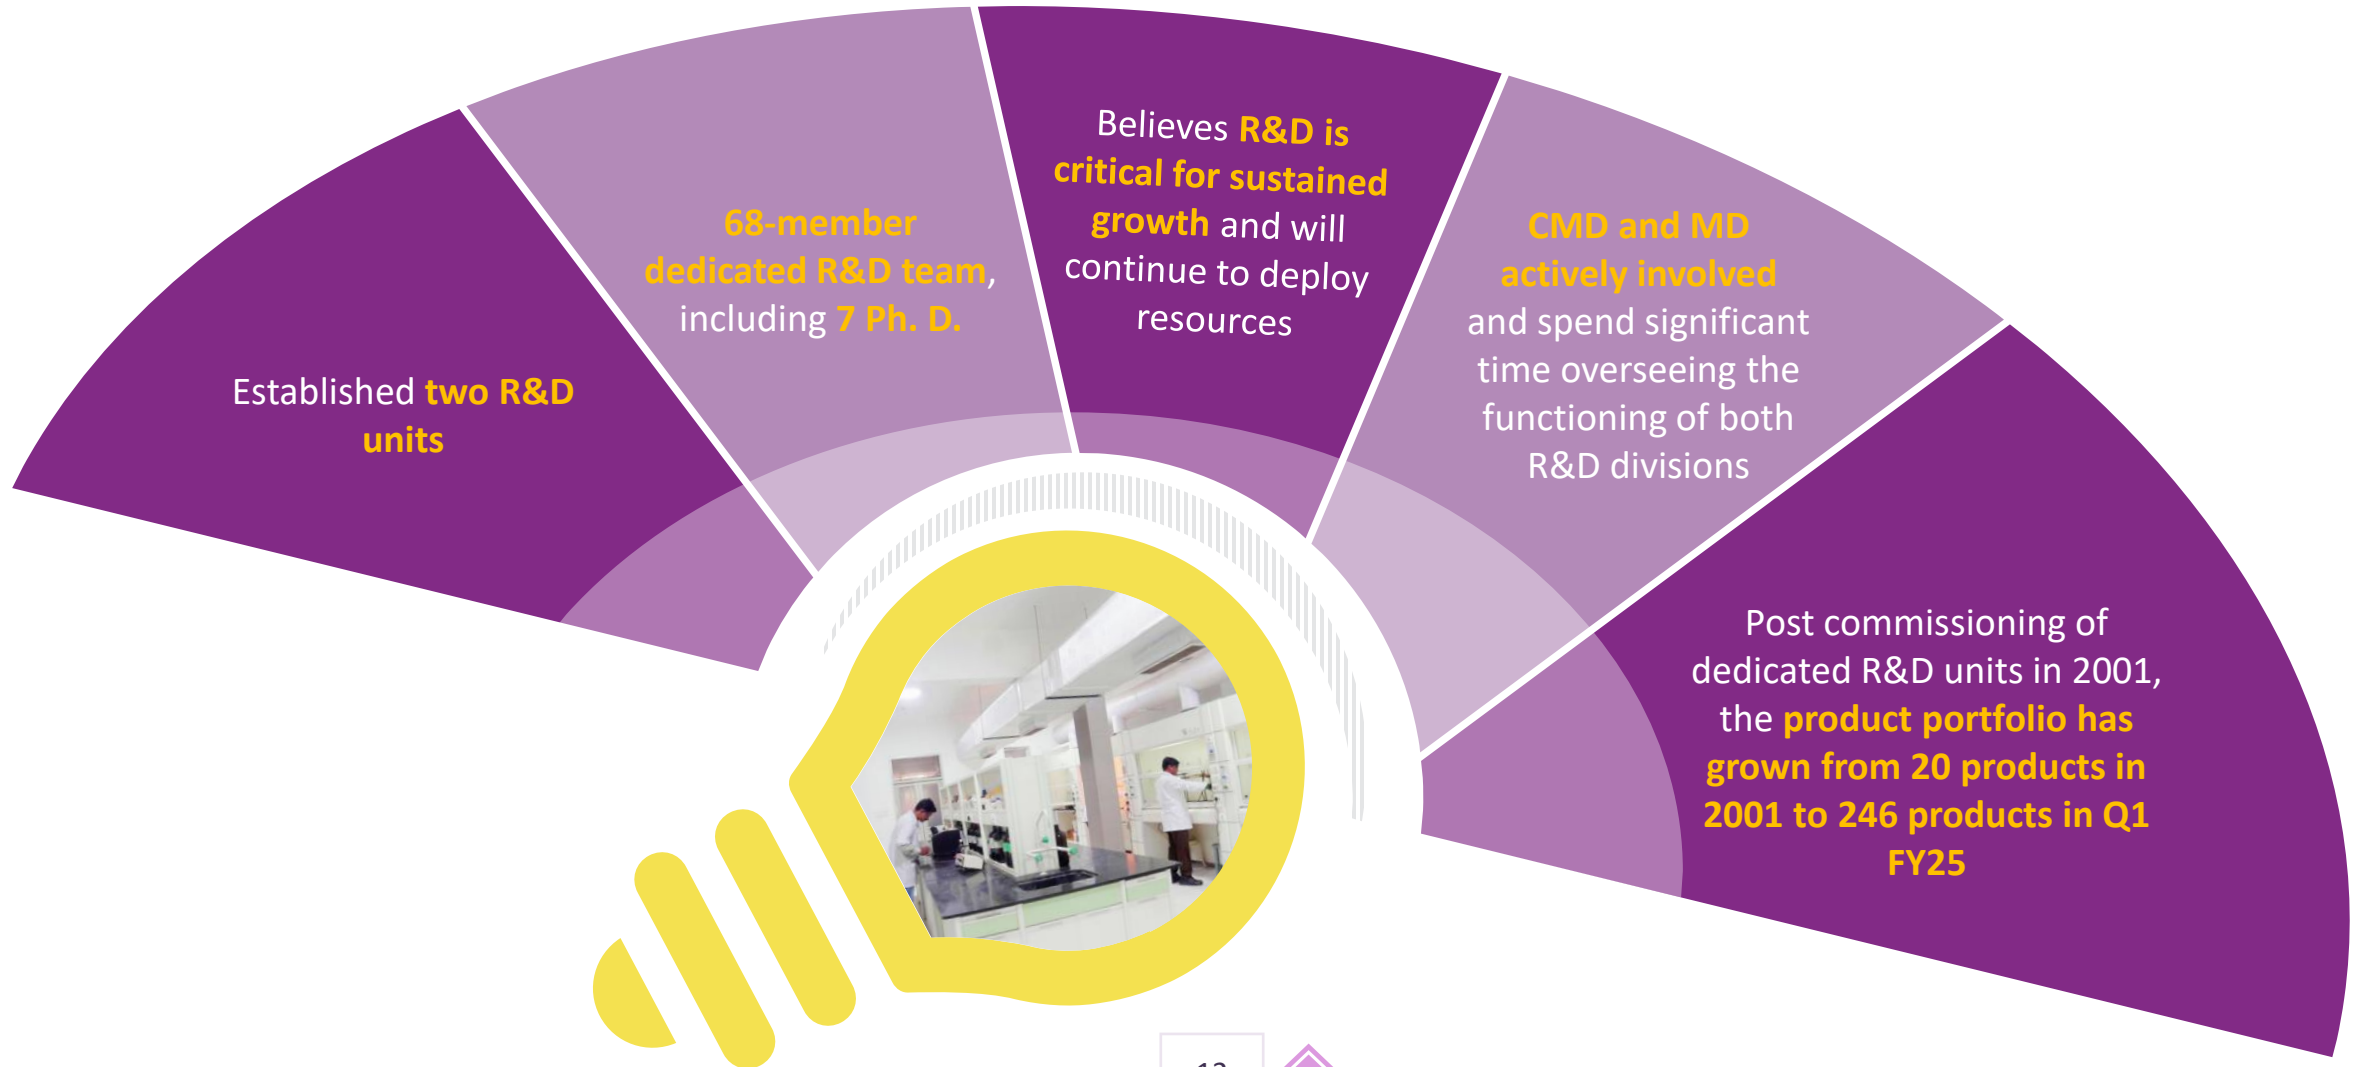 Established two R&D
units
68-member
dedicated R&D team,
including 7 Ph. D.
Believes R&D is
critical for sustained
growth and will
continue to deploy
resources
CMD and MD
actively involved
and spend significant
time overseeing the
functioning of both
R&D divisions
Post commissioning of
dedicated R&D units in 2001,
the product portfolio has
grown from 20 products in
2001 to 246 products in Q1
FY25